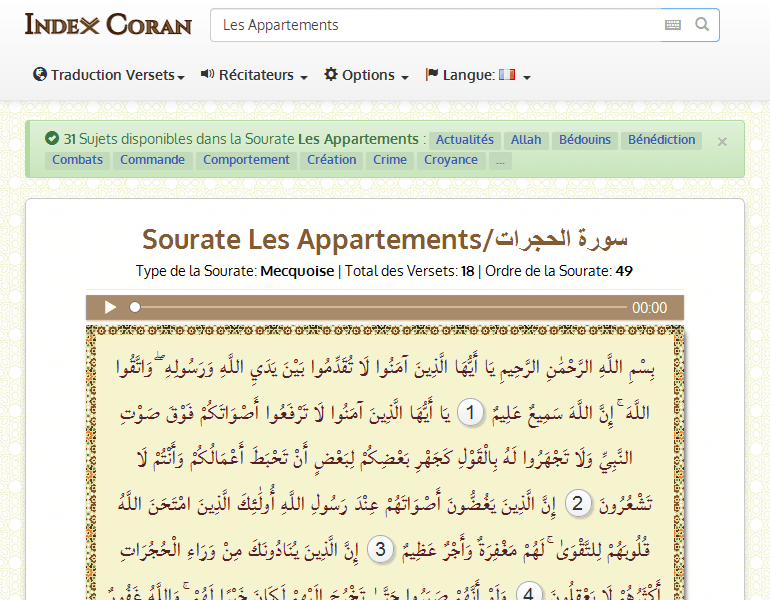 INDEX CORAN
Les Appartements
Traduction Versets
Récitateurs
Options
Langue:
31 Sujets disponibles dans la Sourate Les Appartements : Actualités Allah Bédouins Bénédiction ×
Combats Commande Comportement Création Crime Croyance ...
Sourate Les Appartements/سورة الحجرات
Type de la Sourate: Mecquoise | Total des Versets: 18 | Ordre de la Sourate: 49
00:00
بِسْمِ اللَّهِ الرَّحْمَٰنِ الرَّحِيمِ يَا أَيُّهَا الَّذِينَ آمَنُوا لَا تُقَدِّمُوا بَيْنَ يَدَيِ اللَّهِ وَرَسُولِهِ ۖ وَاتَّقُوا
اللَّهَ ۚ إِنَّ اللَّهَ سَمِيعٌ عَلِيمٌ 1 يَا أَيُّهَا الَّذِينَ آمَنُوا لَا تَرْفَعُوا أَصْوَاتَكُمْ فَوْقَ صَوْتِ
النَّبِيِّ وَلَا تَجْهَرُوا لَهُ بِالْقَوْلِ كَجَهْرِ بَعْضِكُمْ لِبَعْضٍ أَنْ تَحْبَطَ أَعْمَالُكُمْ وَأَنْتُمْ لَا
تَشْعُرُونَ 2 إِنَّ الَّذِينَ يَغُضُّونَ أَصْوَاتَهُمْ عِنْدَ رَسُولِ اللَّهِ أُولَٰئِكَ الَّذِينَ امْتَحَنَ اللَّهُ
قُلُوبَهُمْ لِلتَّقْوَىٰ ۚ لَهُمْ مَغْفِرَةٌ وَأَجْرٌ عَظِيمٌ 3 إِنَّ الَّذِينَ يُنَادُونَكَ مِنْ وَرَاءِ الْحُجُرَاتِ
أَكْثَرُهُمْ لَا يَعْقِلُونَ 4 وَلَوْ أَنَّهُمْ صَبَرُوا حَتَّىٰ تَخْرُجَ إِلَيْهِمْ لَكَانَ خَيْرًا لَهُمْ ۚ وَاللَّهُ غَفُورٌ